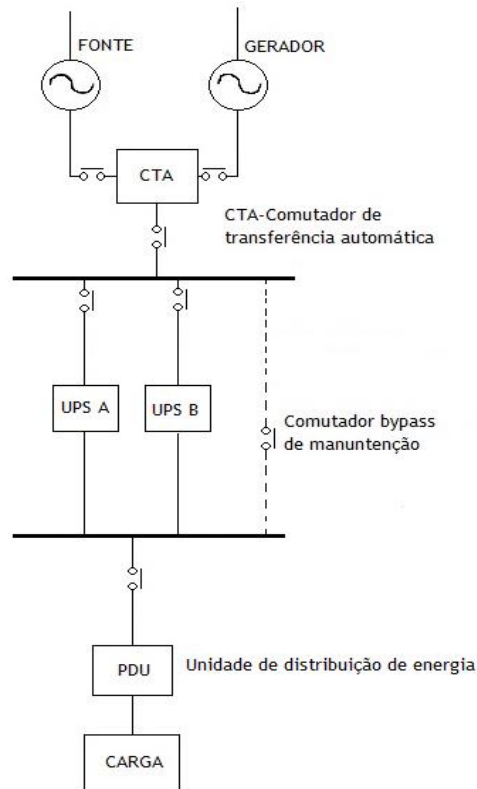 FONTE
GERADOR
CTA
CTA-Comutador de
transferência automática
UPS A
UPS B
Comutador bypass
de manuntenção
PDU
Unidade de distribuição de energia
CARGA